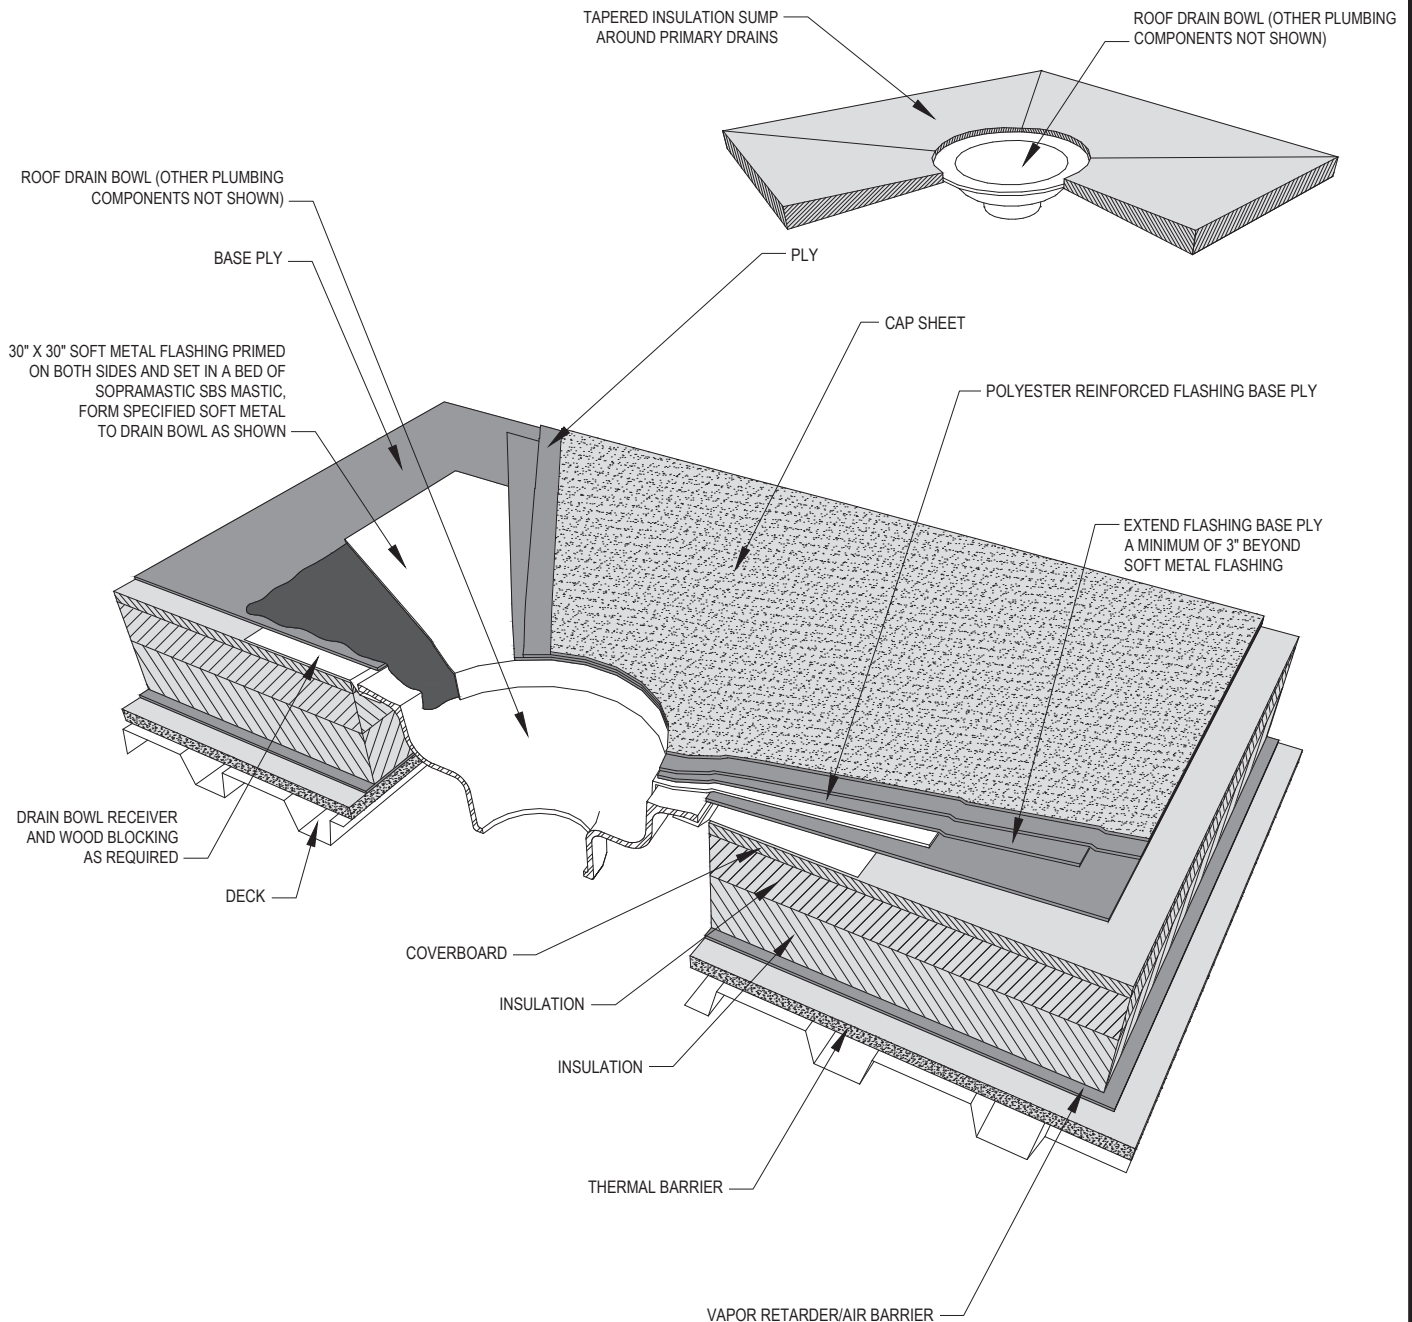 TAPERED INSULATION SUMP
AROUND PRIMARY DRAINS
ROOF DRAIN BOWL (OTHER PLUMBING
COMPONENTS NOT SHOWN)
ROOF DRAIN BOWL (OTHER PLUMBING
COMPONENTS NOT SHOWN)
BASE PLY
PLY
CAP SHEET
30" X 30" SOFT METAL FLASHING PRIMED
ON BOTH SIDES AND SET IN A BED OF
SOPRAMASTIC SBS MASTIC,
FORM SPECIFIED SOFT METAL
TO DRAIN BOWL AS SHOWN
POLYESTER REINFORCED FLASHING BASE PLY
EXTEND FLASHING BASE PLY
A MINIMUM OF 3" BEYOND
SOFT METAL FLASHING
DRAIN BOWL RECEIVER
AND WOOD BLOCKING
AS REQUIRED
DECK
COVERBOARD
INSULATION
INSULATION
THERMAL BARRIER
VAPOR RETARDER/AIR BARRIER